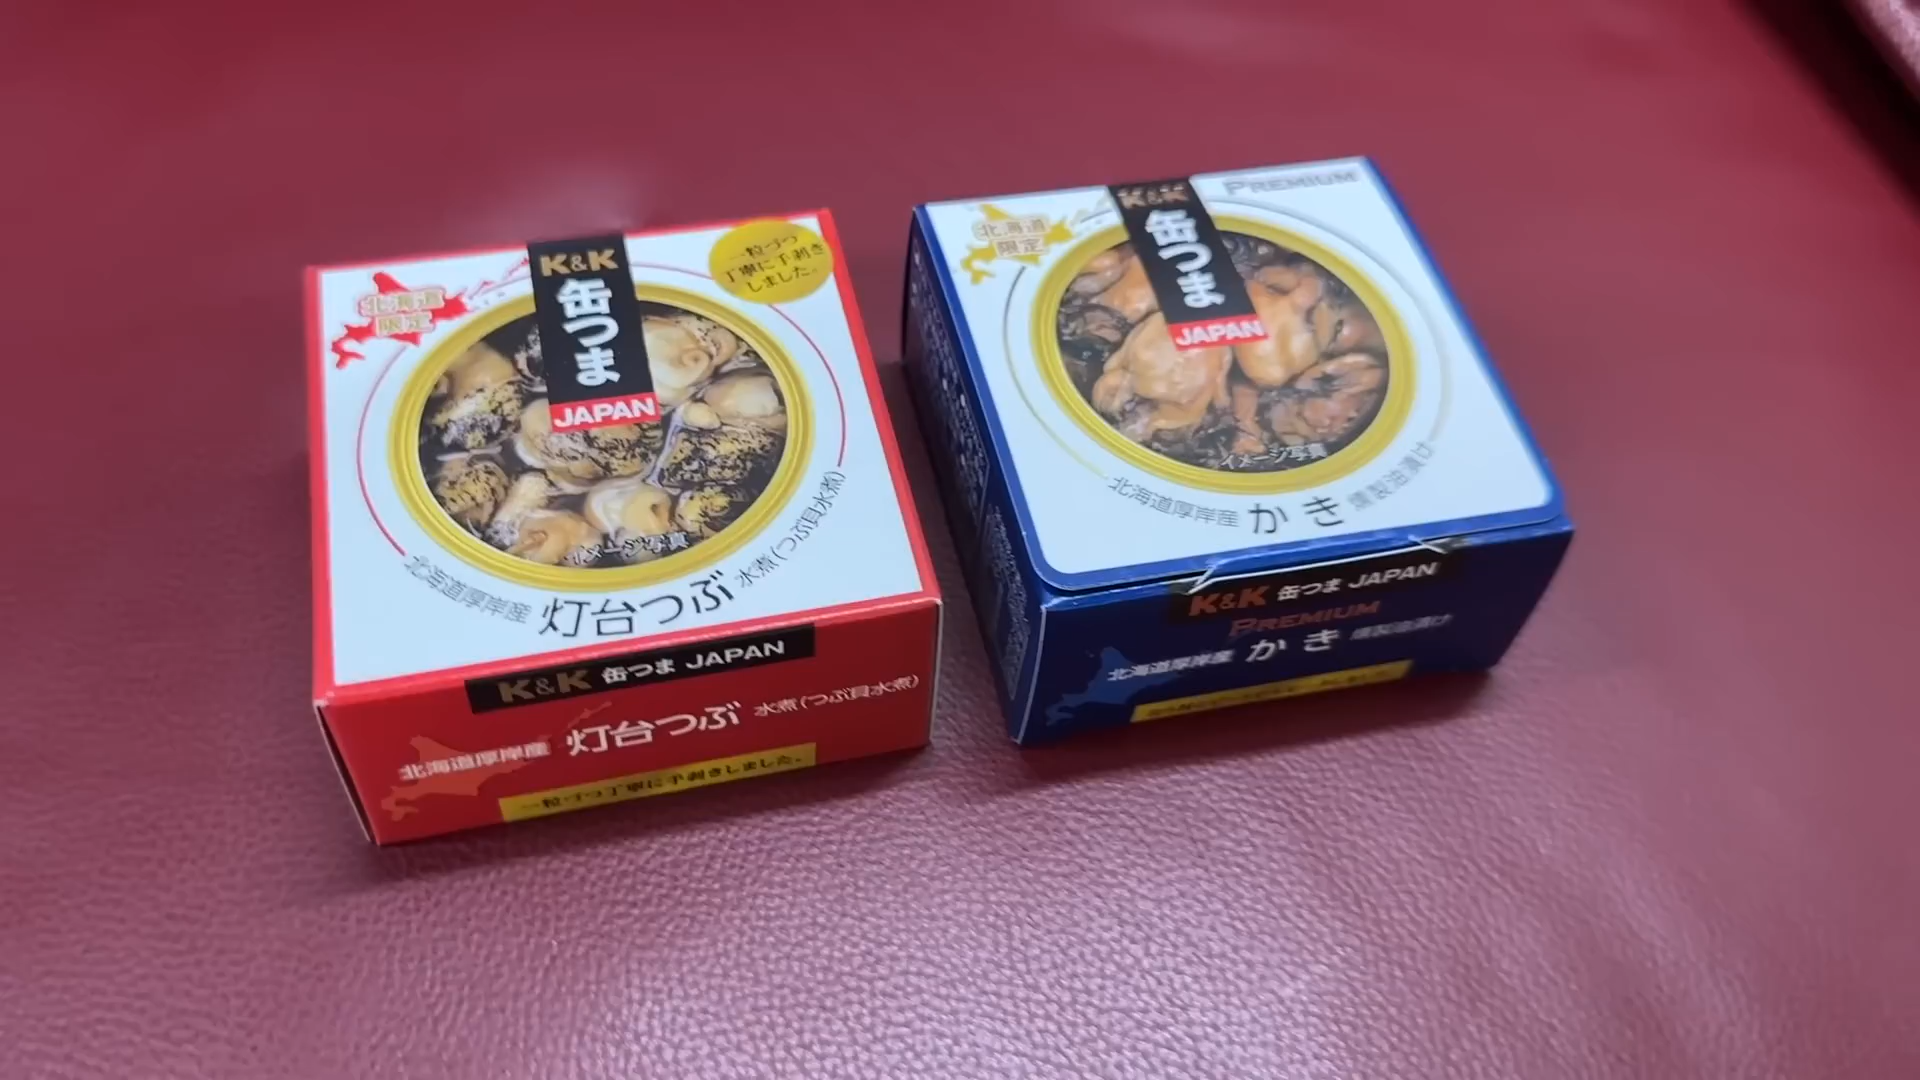 K&K
缶つま
JAPAN
北海道
限定
一粒づつ
丁寧に手剥き
しました。
イメージ写真
北海道厚岸産 灯台つぶ 水煮(つぶ貝水煮)
K&K 缶つま JAPAN
北海道厚岸産 灯台つぶ 水煮(つぶ貝水煮)
一粒づつ丁寧に手剥きしました。
PREMIUM
K&K
缶つま
JAPAN
北海道
限定
イメージ写真
北海道厚岸産 かき 燻製油漬け
K&K 缶つま JAPAN
PREMIUM
北海道厚岸産 かき 燻製油漬け